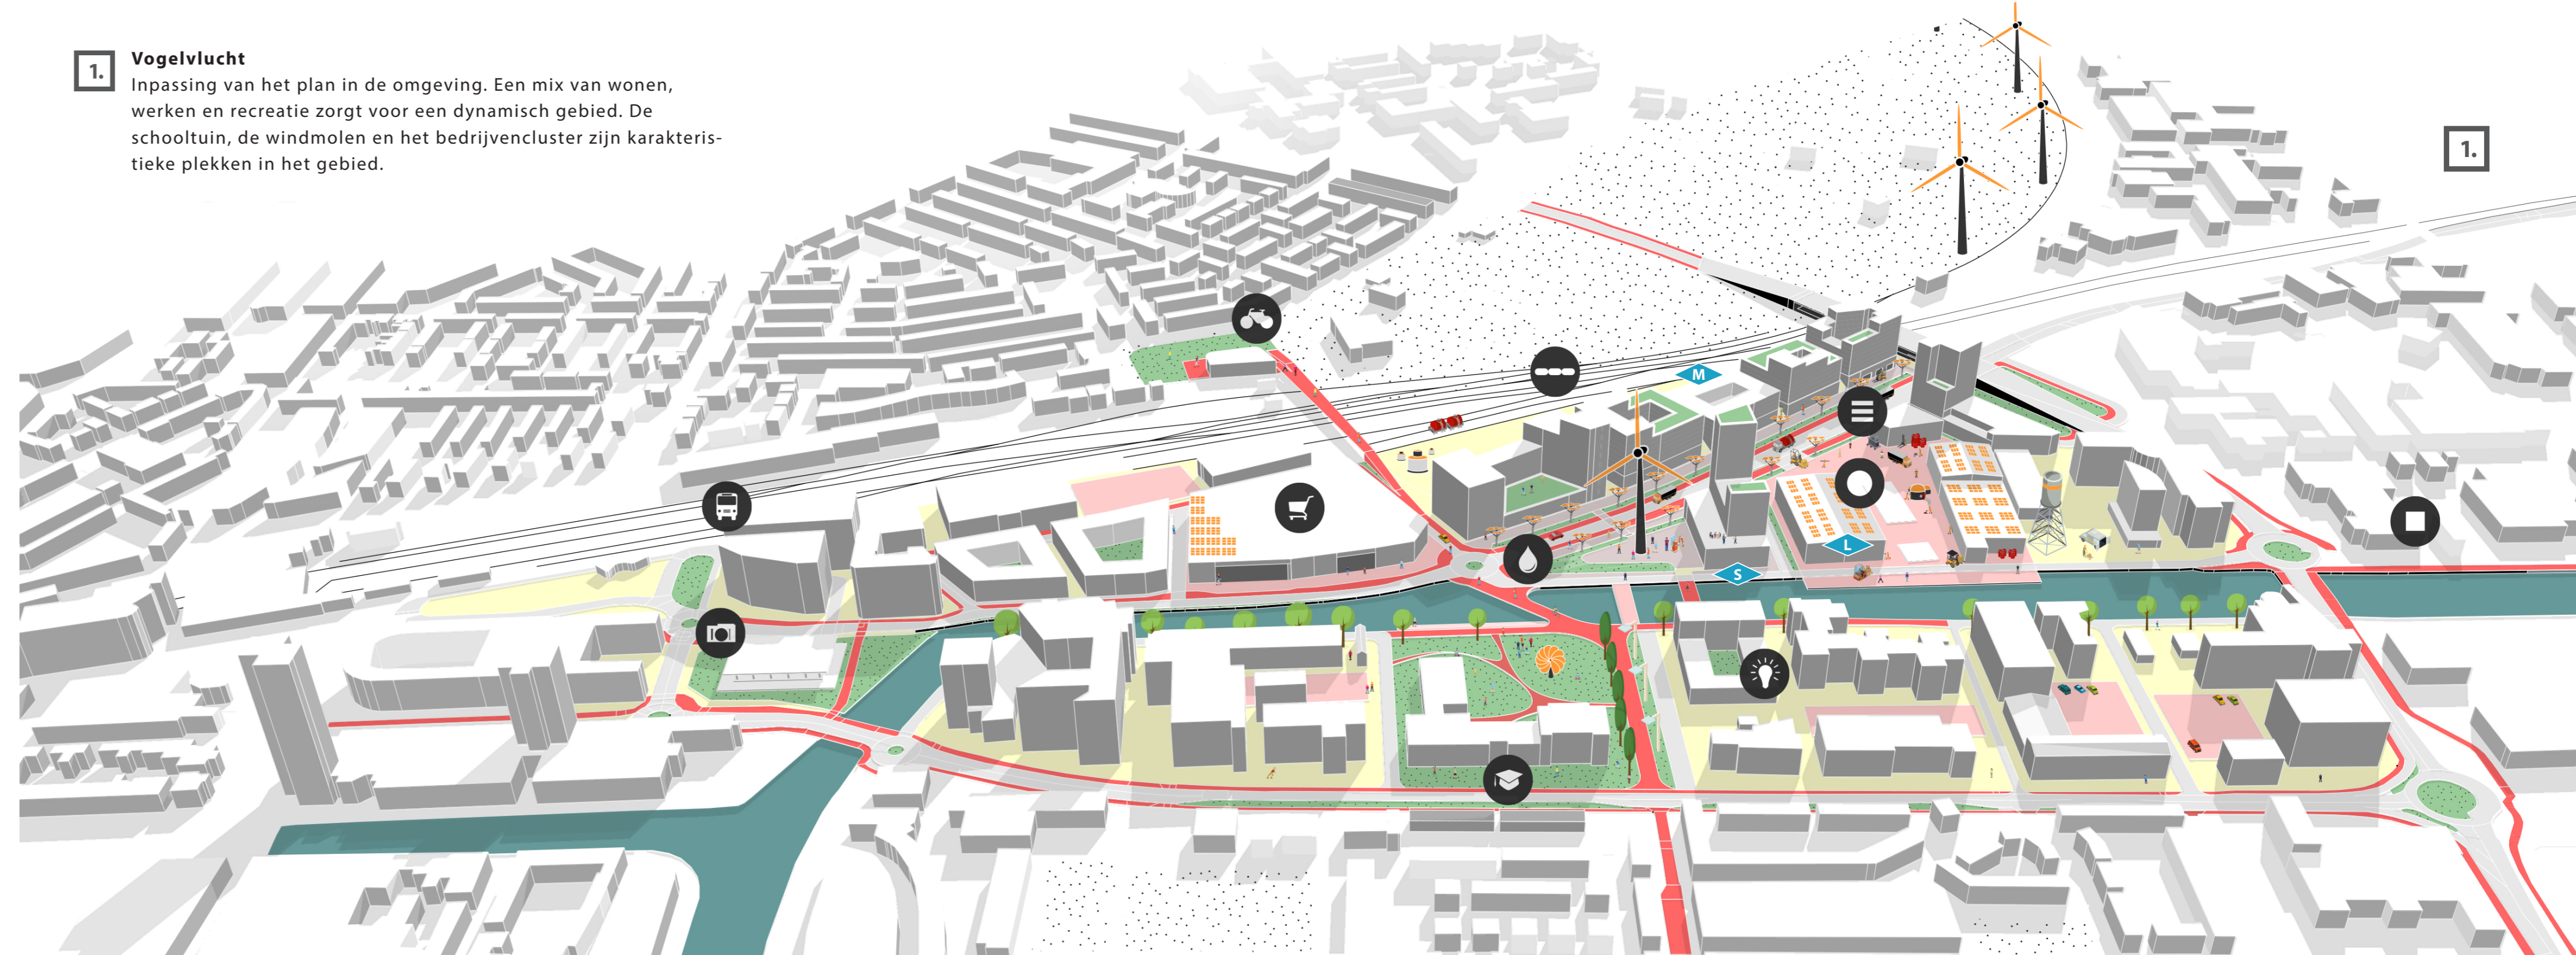 1.
Vogelvlucht
Inpassing van het plan in de omgeving. Een mix van wonen,
werken en recreatie zorgt voor een dynamisch gebied. De
schooltuin, de windmolen en het bedrijvencluster zijn karakteris-
tieke plekken in het gebied.
1.
M
L
S